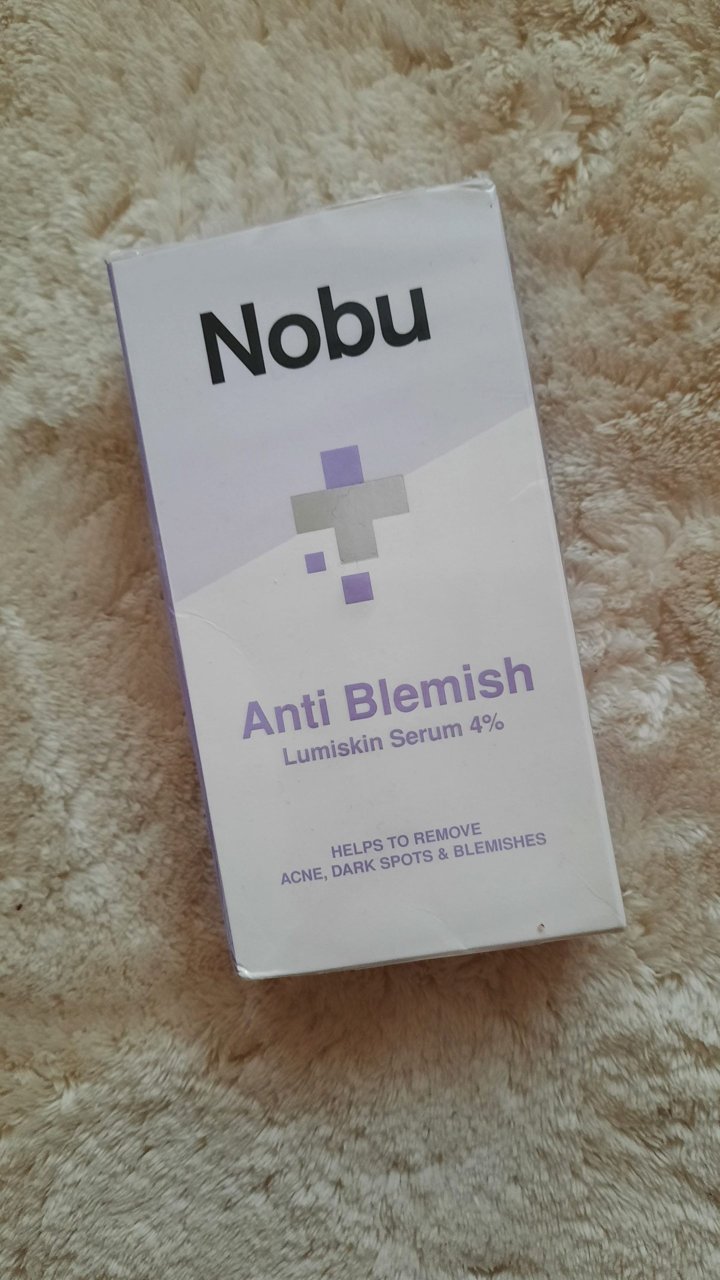 Nobu
Anti Blemish
Lumiskin Serum 4%
HELPS TO REMOVE
ACNE, DARK SPOTS & BLEMISHES